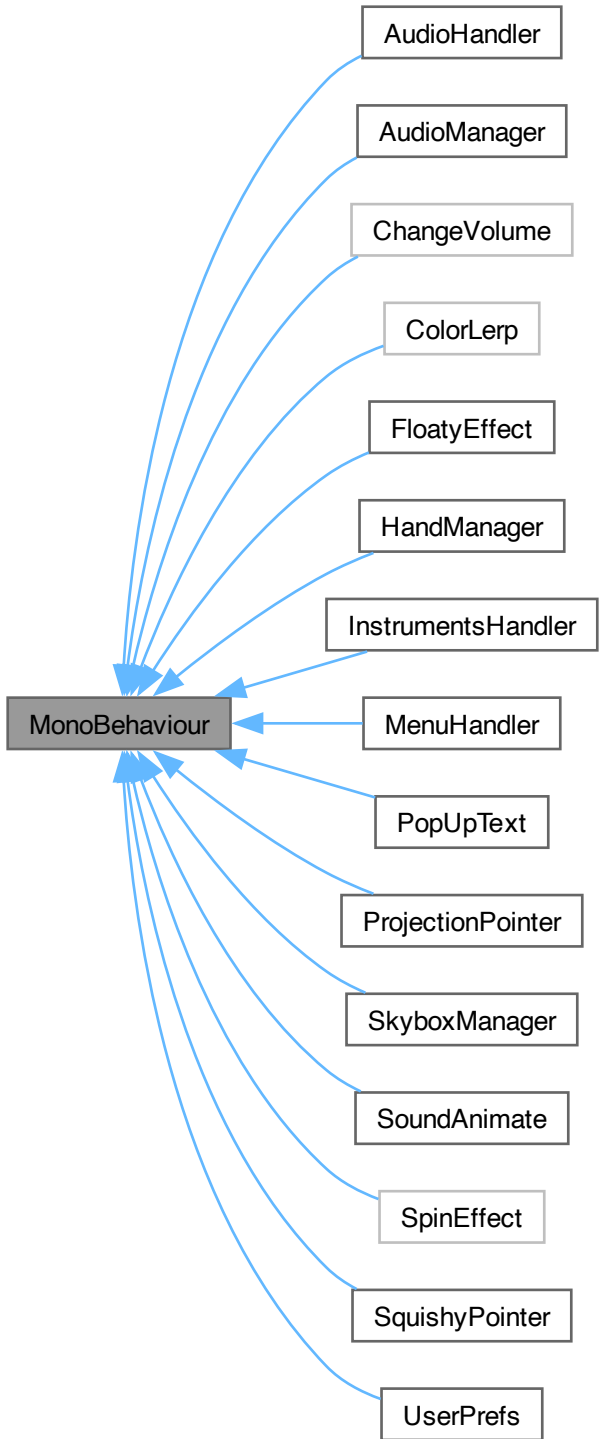 AudioHandler
AudioManager
ChangeVolume
ColorLerp
FloatyEffect
HandManager
InstrumentsHandler
MonoBehaviour
MenuHandler
PopUpText
ProjectionPointer
SkyboxManager
SoundAnimate
SpinEffect
SquishyPointer
UserPrefs